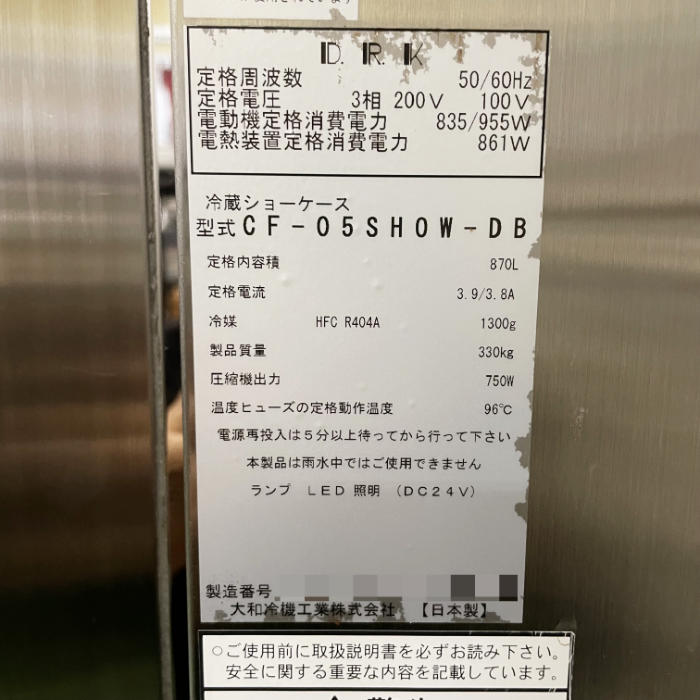 D. R. K
定格周波数 50/60Hz
定格電圧 3相 200V 100V
電動機定格消費電力 835/955W
電熱装置定格消費電力 861W
冷蔵ショーケース
型式 CF-05SHOW-DB
定格内容積 870L
定格電流 3.9/3.8A
冷媒 HFC R404A 1300g
製品質量 330kg
圧縮機出力 750W
温度ヒューズの定格動作温度 96℃
電源再投入は5分以上待ってから行って下さい
本製品は雨水中ではご使用できません
ランプ LED 照明 (DC24V)
製造番号
大和冷機工業株式会社 【日本製】
○ご使用前に取扱説明書を必ずお読み下さい。
安全に関する重要な内容を記載しています。